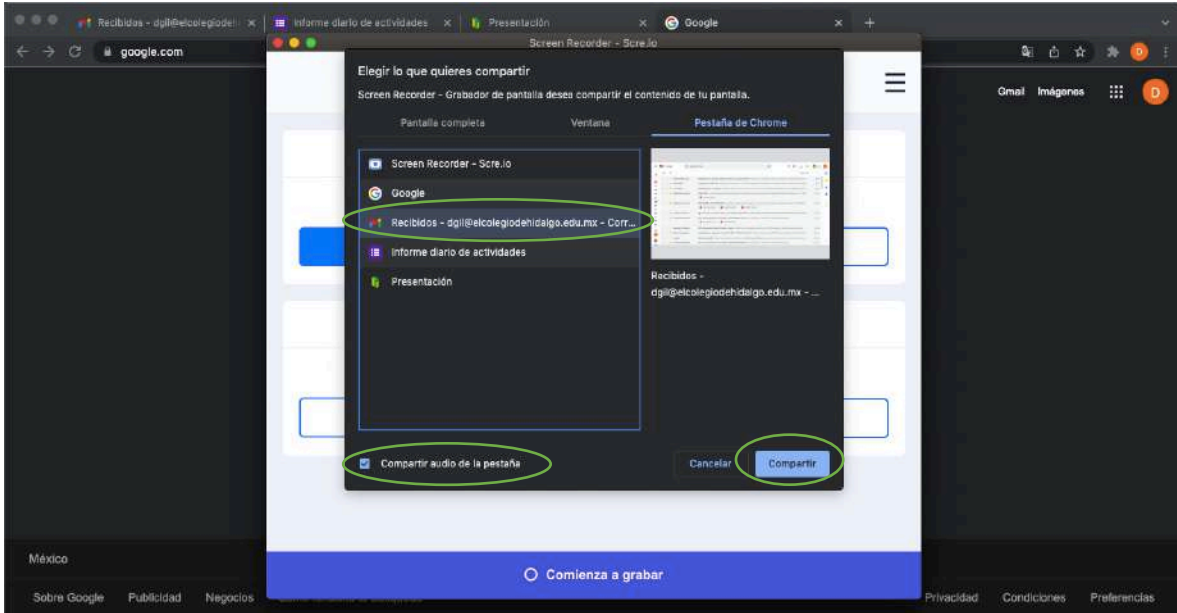 Recibidos - dgil@elcolegiodeh
Informe diario de actividades
Presentación
Google
google.com
Screen Recorder - Scre.io
Gmail Imágenes
D
Elegir lo que quieres compartir
Screen Recorder - Grabador de pantalla desea compartir el contenido de tu pantalla.
Pantalla completa Ventana Pestaña de Chrome
Screen Recorder - Scre.io
Google
Recibidos - dgil@elcolegiodehidalgo.edu.mx - Corr...
Informe diario de actividades
Presentación
Recibidos -
dgil@elcolegiodehidalgo.edu.mx - ...
Compartir audio de la pestaña
Cancelar Compartir
Comienza a grabar
México
Sobre Google Publicidad Negocios
Privacidad Condiciones Preferencias